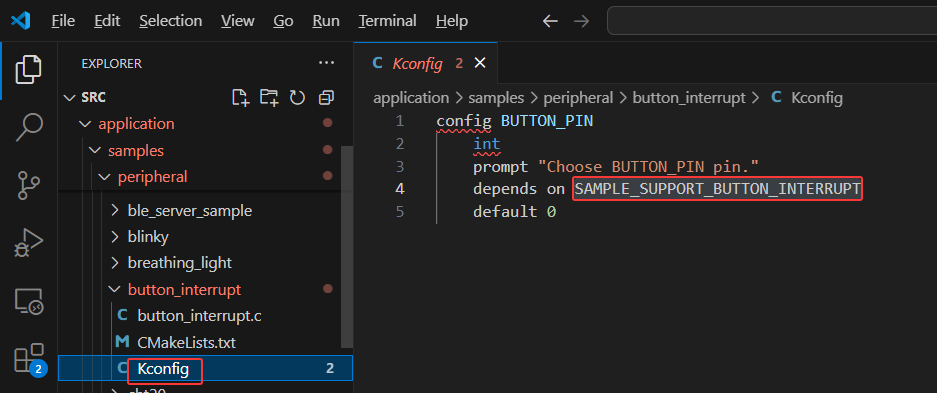 File Edit Selection View Go Run Terminal Help
EXPLORER
SRC
application
samples
peripheral
ble_server_sample
blinky
breathing_light
button_interrupt
C button_interrupt.c
M CMakeLists.txt
C Kconfig 2
2
C Kconfig 2
application > samples > peripheral > button_interrupt > C Kconfig
1 config BUTTON_PIN
2 int
3 prompt "Choose BUTTON_PIN pin."
4 depends on SAMPLE_SUPPORT_BUTTON_INTERRUPT
5 default 0